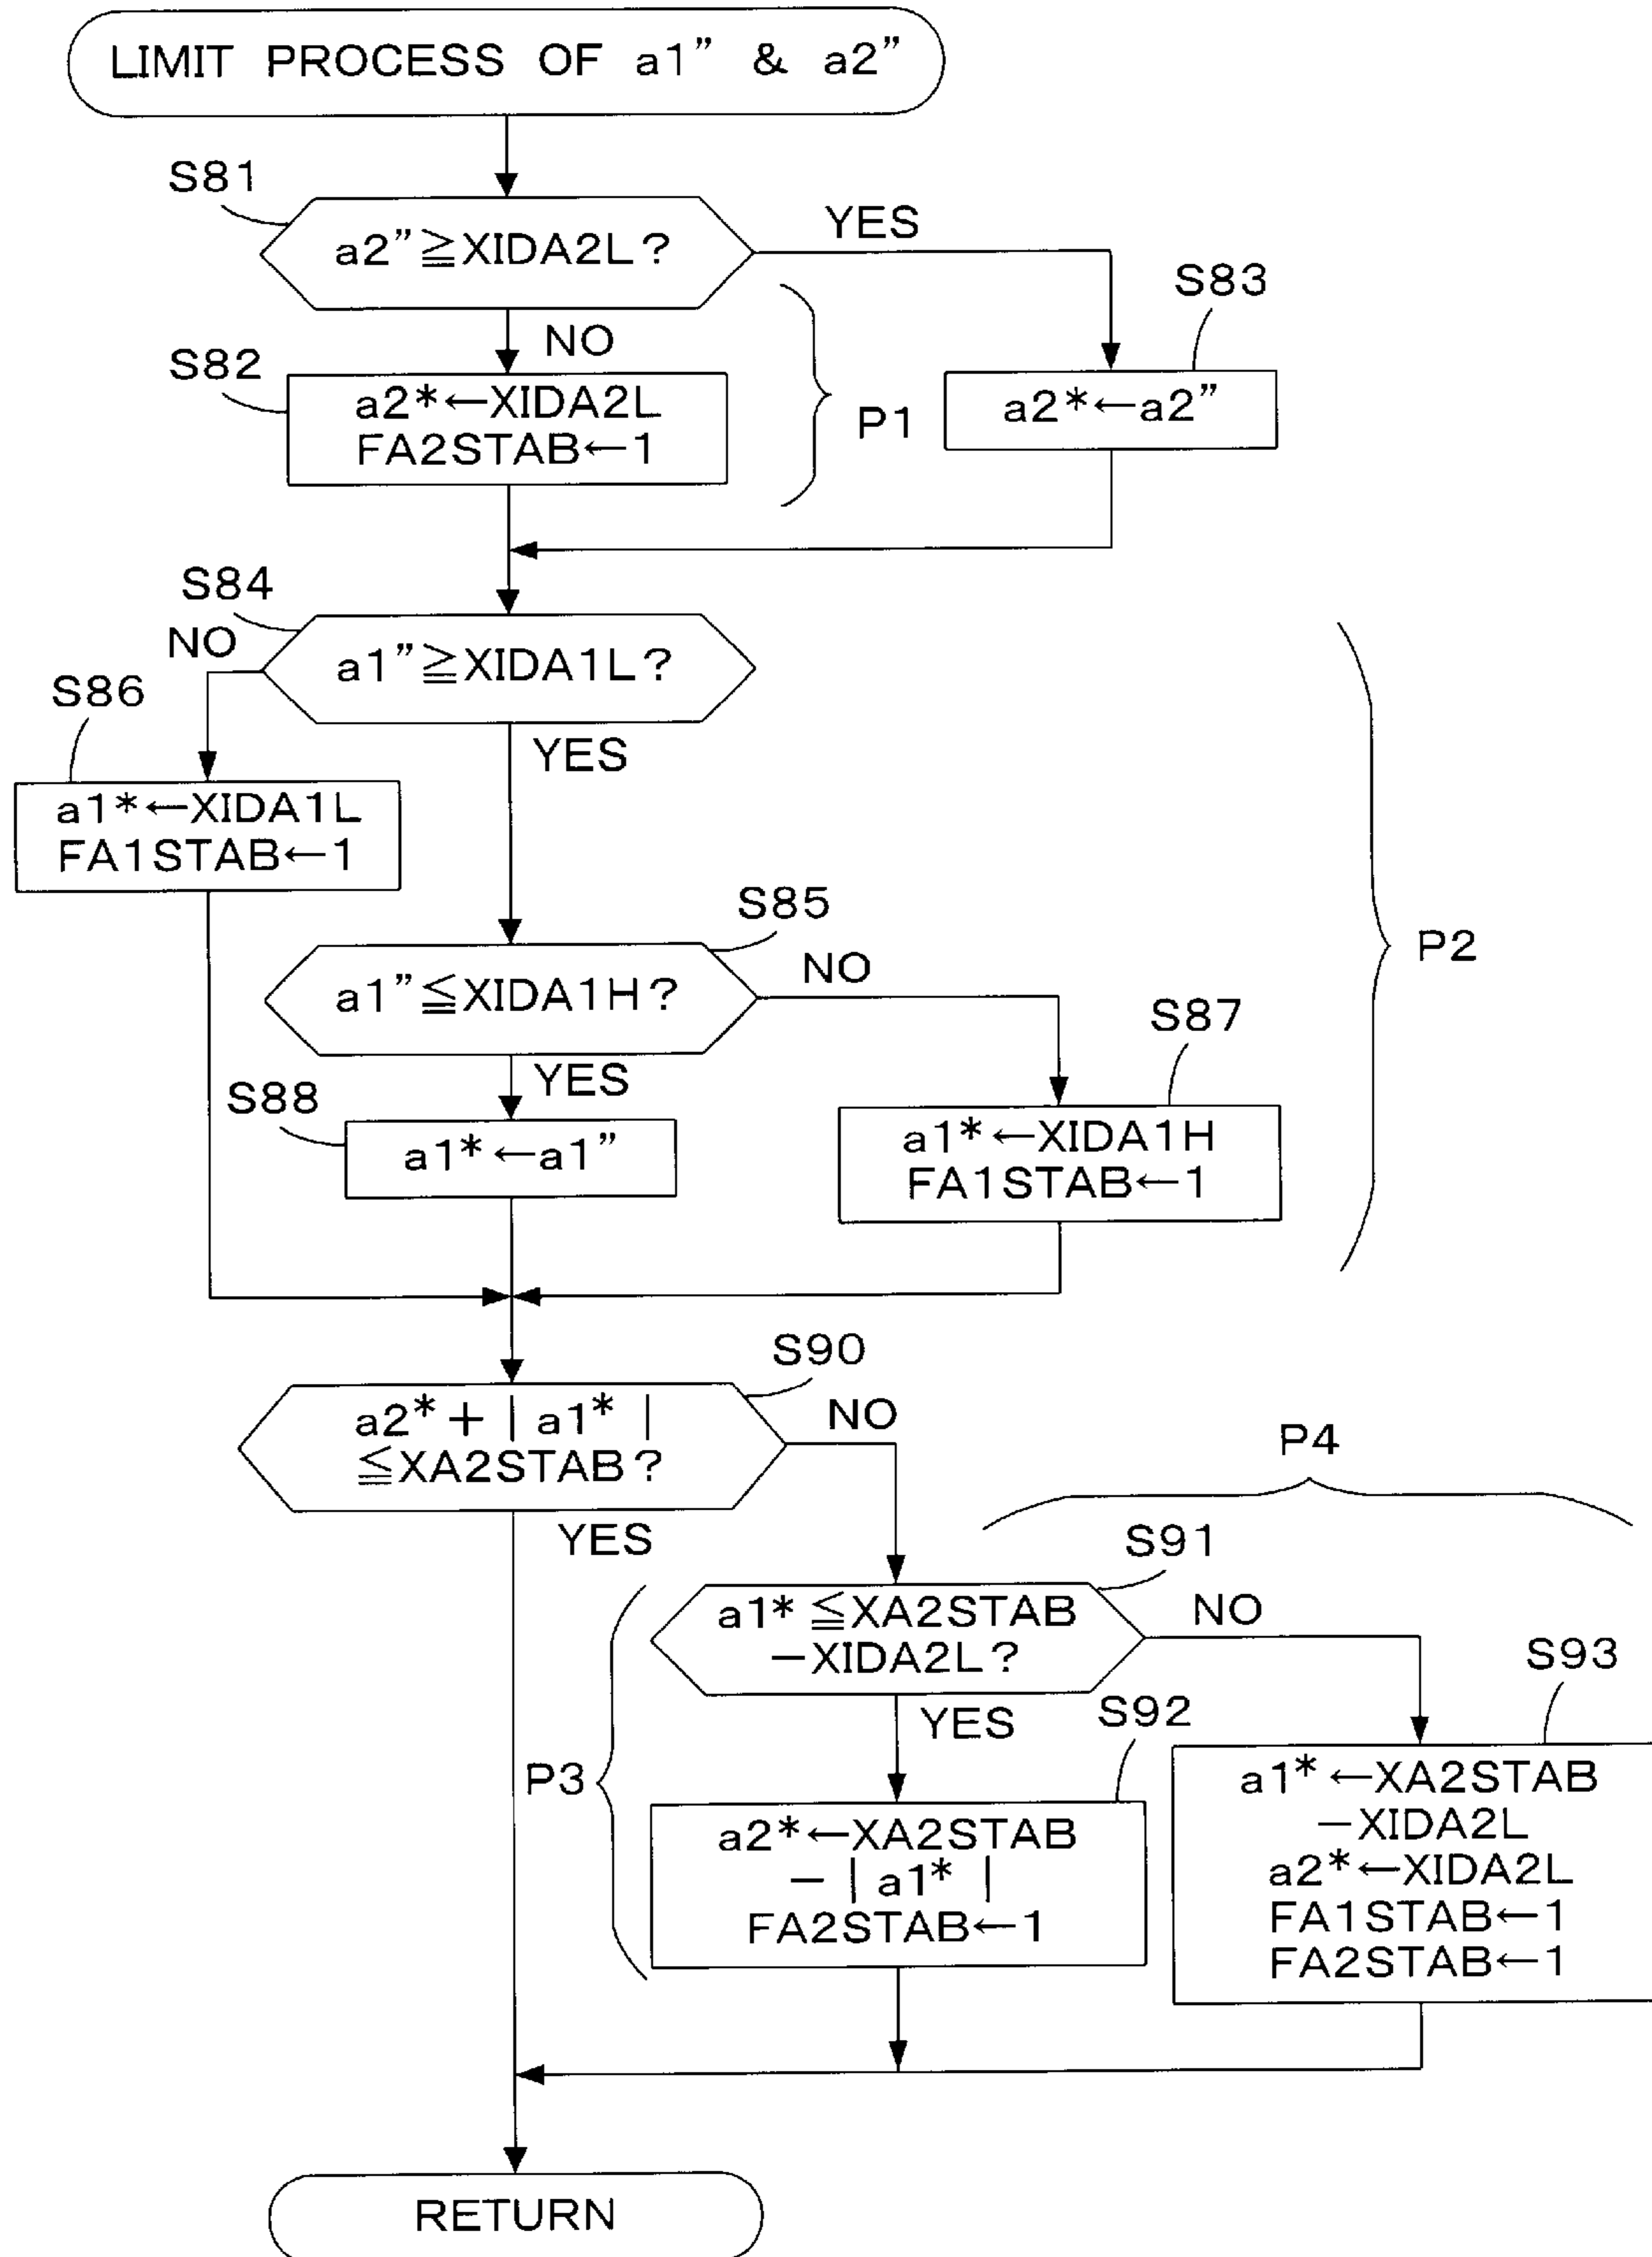 LIMIT PROCESS OF a1” & a2”
S81
a2” ≧XIDA2L?
YES
NO
S82
a2*←XIDA2L
FA2STAB←1
P1
S83
a2*←a2”
S84
NO
a1” ≧XIDA1L?
YES
S86
a1*←XIDA1L
FA1STAB←1
S85
a1” ≦XIDA1H?
NO
YES
S87
a1*←XIDA1H
FA1STAB←1
S88
a1*←a1”
P2
S90
a2*+ | a1* |
≦XA2STAB?
NO
YES
P4
S91
a1* ≦XA2STAB
−XIDA2L?
NO
YES
P3
S92
a2*←XA2STAB
− | a1* |
FA2STAB←1
S93
a1* ←XA2STAB
−XIDA2L
a2*←XIDA2L
FA1STAB←1
FA2STAB←1
RETURN